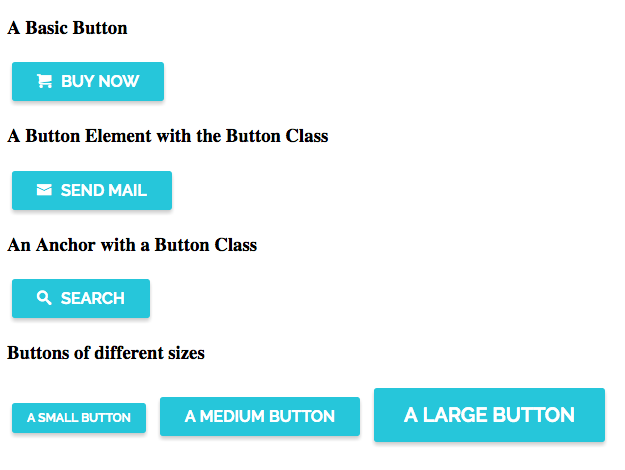 A Basic Button
BUY NOW
A Button Element with the Button Class
SEND MAIL
An Anchor with a Button Class
SEARCH
Buttons of different sizes
A SMALL BUTTON A MEDIUM BUTTON A LARGE BUTTON